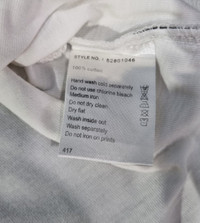 STYLE NO : 52801046
Hand wash cold separately
Do not use chlorine bleach
Medium iron
Do not dry clean
Dry flat
Wash inside out
Wash separately
Do not iron on prints
417